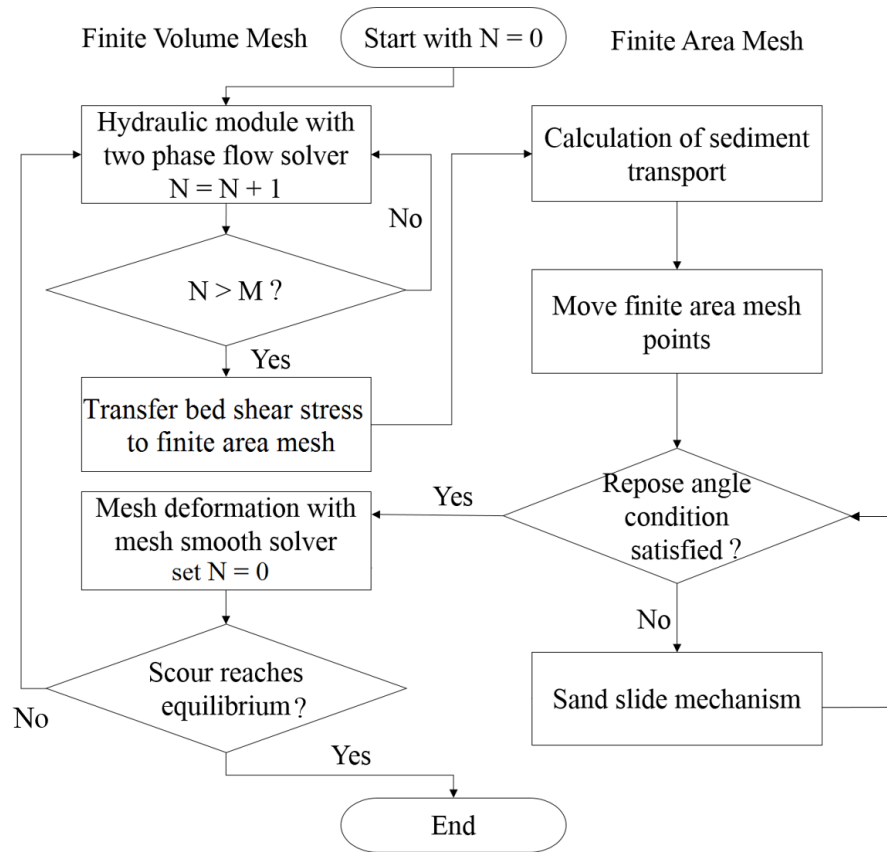 Finite Volume Mesh
Start with N = 0
Finite Area Mesh
Hydraulic module with
two phase flow solver
N = N + 1
No
N > M ?
Yes
Transfer bed shear stress
to finite area mesh
Calculation of sediment
transport
Move finite area mesh
points
Repose angle
condition
satisfied ?
Yes
No
Sand slide mechanism
Mesh deformation with
mesh smooth solver
set N = 0
Scour reaches
equilibrium ?
No
Yes
End